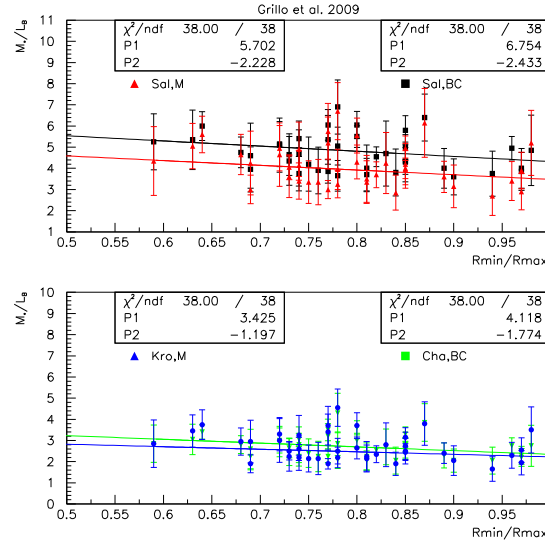 Grillo et al. 2009
χ²/ndf 38.00 / 38
P1 5.702
P2 −2.228
χ²/ndf 38.00 / 38
P1 6.754
P2 −2.433
Sal,M
Sal,BC
M*/LB
11
10
9
8
7
6
5
4
3
2
1
0.5 0.55 0.6 0.65 0.7 0.75 0.8 0.85 0.9 0.95
Rmin/Rmax
χ²/ndf 38.00 / 38
P1 3.425
P2 −1.197
χ²/ndf 38.00 / 38
P1 4.118
P2 −1.774
Kro,M
Cha,BC
M*/LB
10
9
8
7
6
5
4
3
2
1
0
0.5 0.55 0.6 0.65 0.7 0.75 0.8 0.85 0.9 0.95
Rmin/Rmax